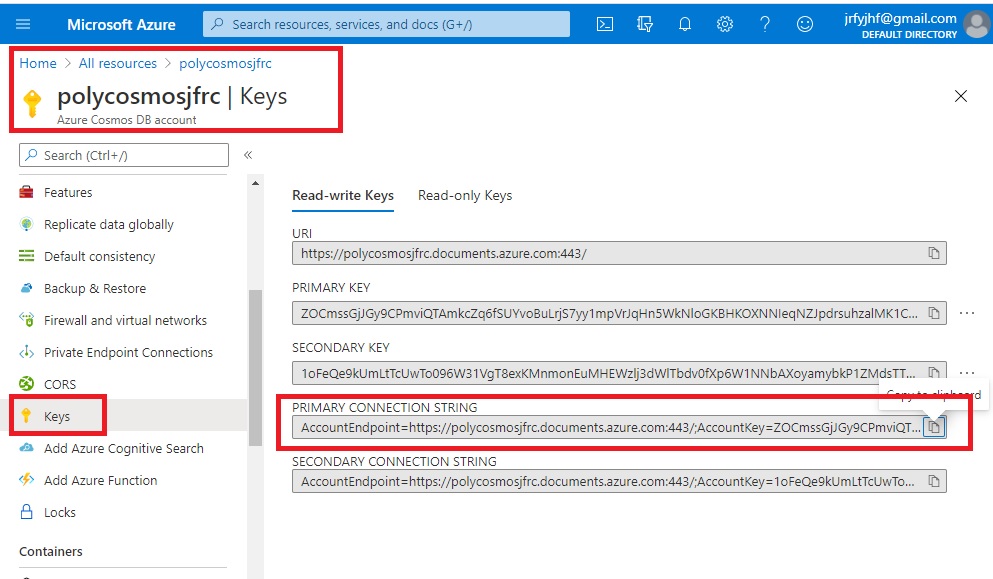 Microsoft Azure
Search resources, services, and docs (G+/)
jrfyjhf@gmail.com
DEFAULT DIRECTORY
Home > All resources > polycosmosjfrc
polycosmosjfrc | Keys
Azure Cosmos DB account
Search (Ctrl+/)
Features
Replicate data globally
Default consistency
Backup & Restore
Firewall and virtual networks
Private Endpoint Connections
CORS
Keys
Add Azure Cognitive Search
Add Azure Function
Locks
Containers
Read-write Keys Read-only Keys
URI
https://polycosmosjfrc.documents.azure.com:443/
PRIMARY KEY
ZOCmssGjJGy9CPmviQTAmkcZq6fSUYvoBuLrjS7yy1mpVrJqHn5WkNloGKBHKOXNNIeqNZJpdrsuhzalMK1C...
SECONDARY KEY
1oFeQe9kUmLtTcUwTo096W31VgT8exKMnmonEuMHEWzlj3dWlTbdv0fXp6W1NNbAXoyamybkP1ZMdsTT...
Copy to clipboard
PRIMARY CONNECTION STRING
AccountEndpoint=https://polycosmosjfrc.documents.azure.com:443/;AccountKey=ZOCmssGjJGy9CPmviQT...
SECONDARY CONNECTION STRING
AccountEndpoint=https://polycosmosjfrc.documents.azure.com:443/;AccountKey=1oFeQe9kUmLtTcUwTo...